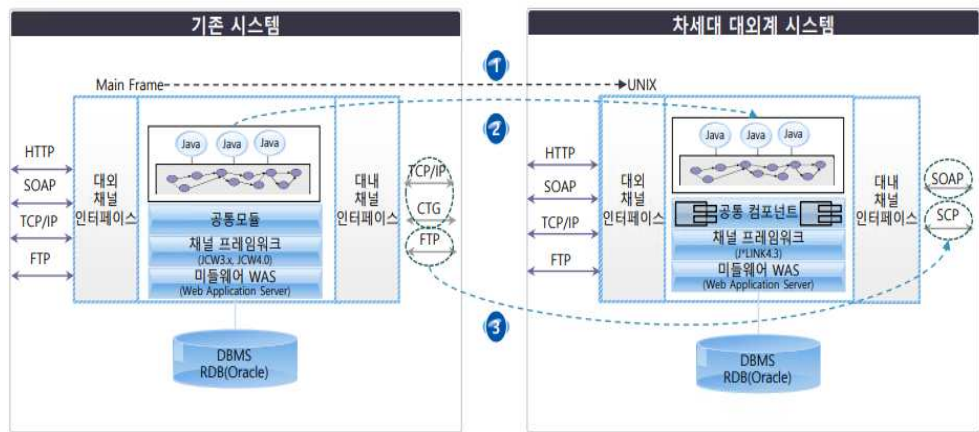 기존 시스템
차세대 대외계 시스템
1
Main Frame
UNIX
2
Java
Java
Java
HTTP
SOAP
TCP/IP
FTP
대외
채널
인터페이스
공통모듈
채널 프레임워크
(JCW3.x, JCW4.0)
미들웨어 WAS
(Web Application Server)
대내
채널
인터페이스
TCP/IP
CTG
FTP
DBMS
RDB(Oracle)
3
HTTP
SOAP
TCP/IP
FTP
대외
채널
인터페이스
Java
Java
Java
공통 컴포넌트
채널 프레임워크
(J*LINK4.3)
미들웨어 WAS
(Web Application Server)
대내
채널
인터페이스
SOAP
SCP
DBMS
RDB(Oracle)